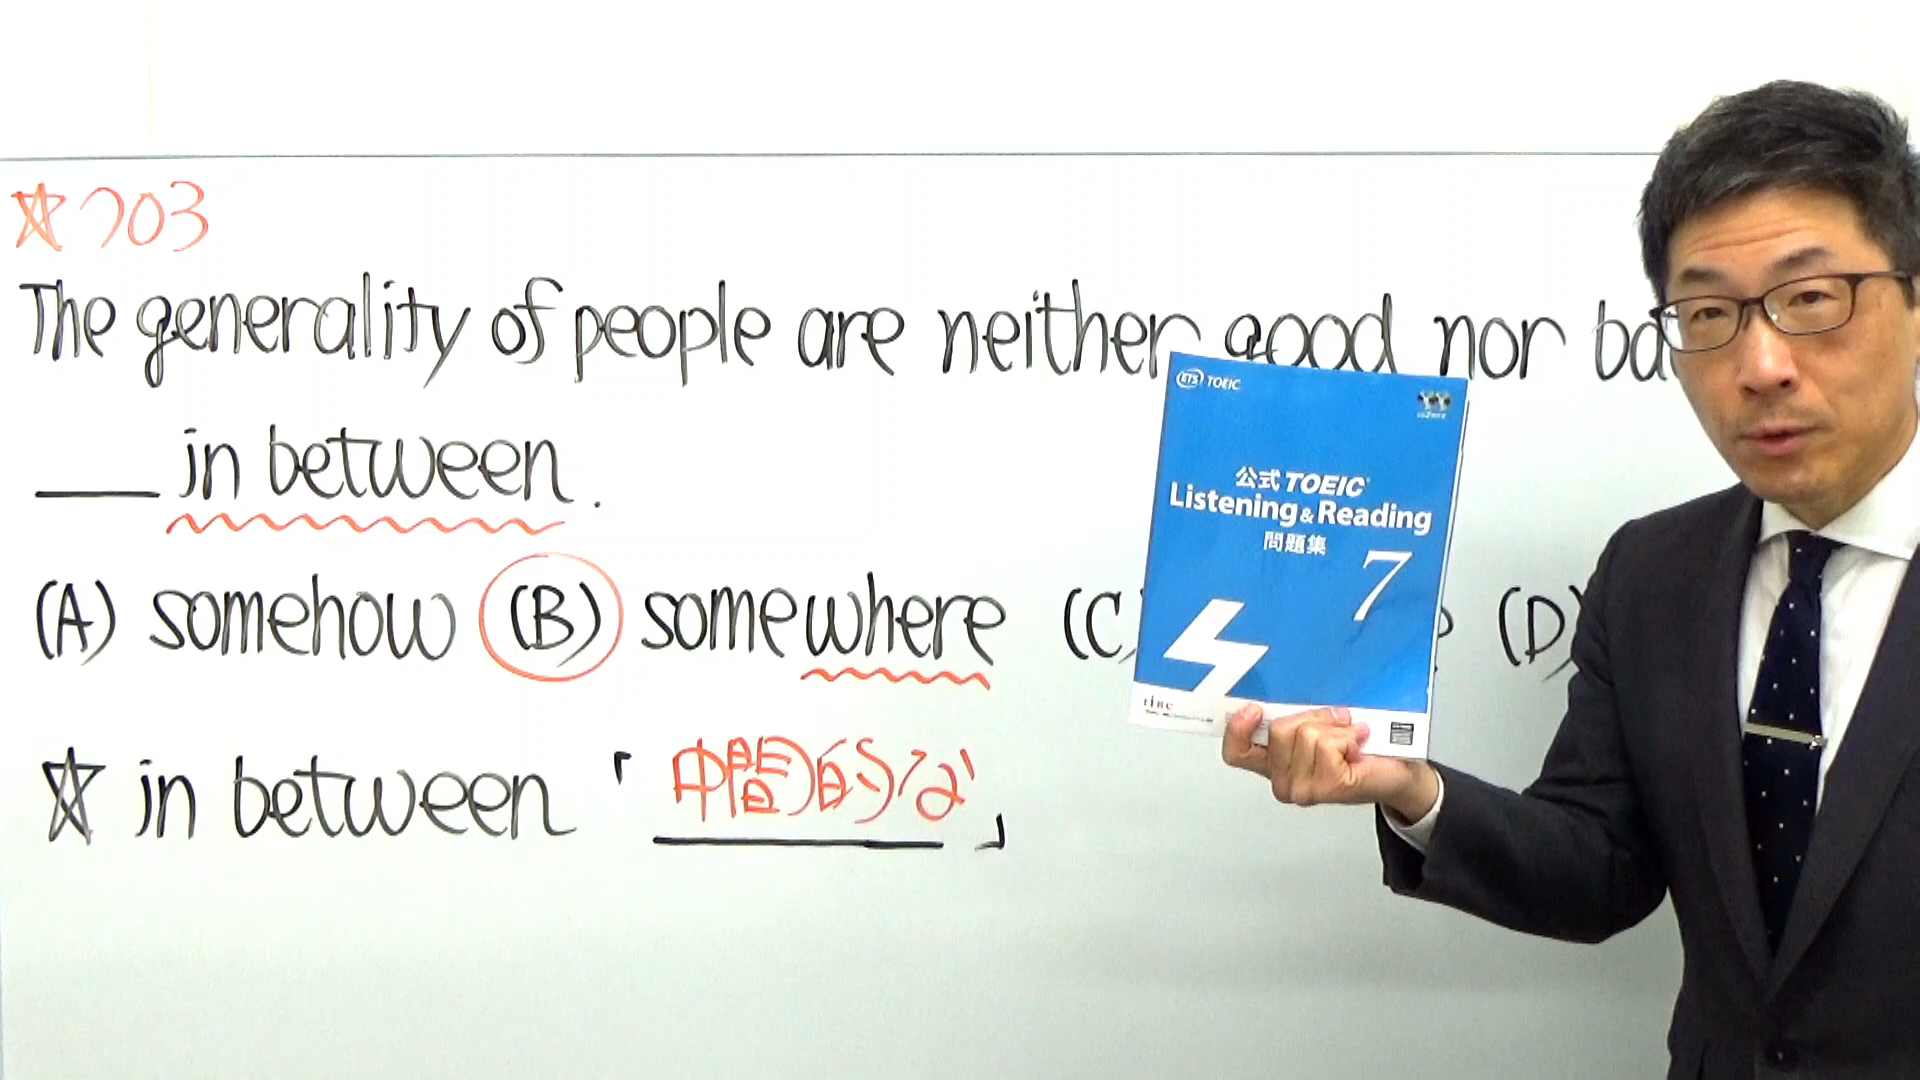 ☆703
The generality of people are neither good nor ba
___ in between.
(A) somehow (B) somewhere (C) (D)
☆ in between 「中間的な」
ETS TOEIC
公式 TOEIC
Listening & Reading
問題集
7
iibc